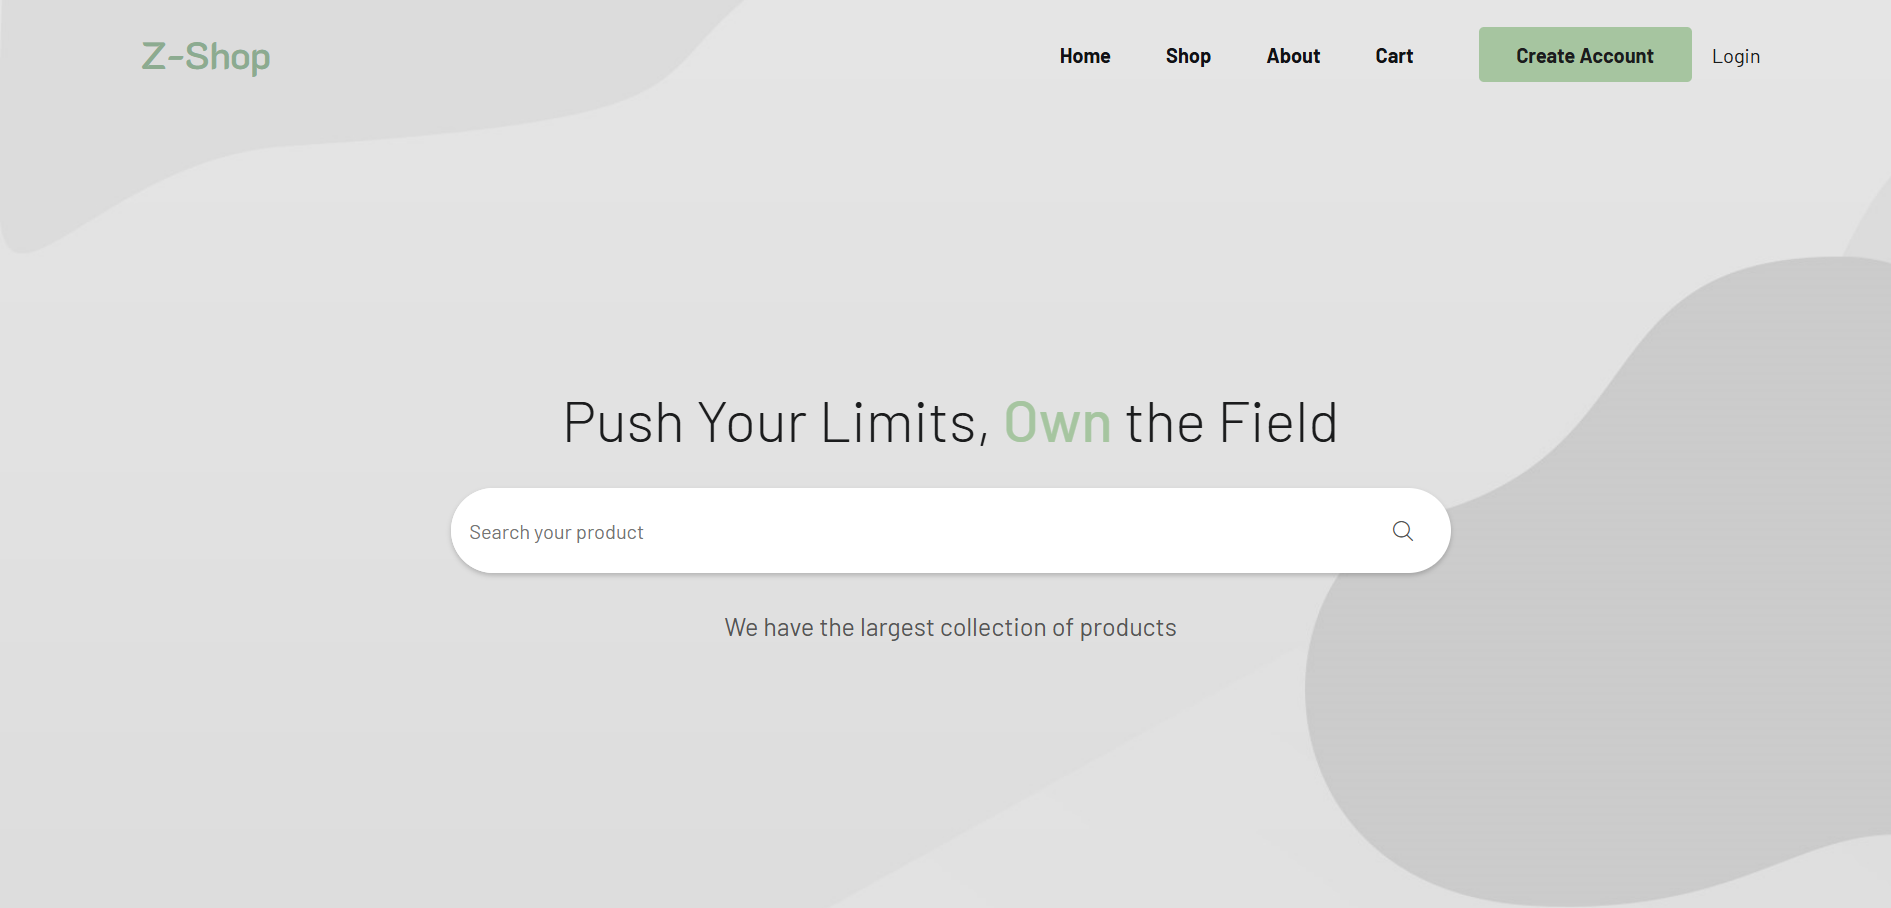 Z-Shop
Home Shop About Cart Create Account Login
Push Your Limits, Own the Field
Search your product
We have the largest collection of products